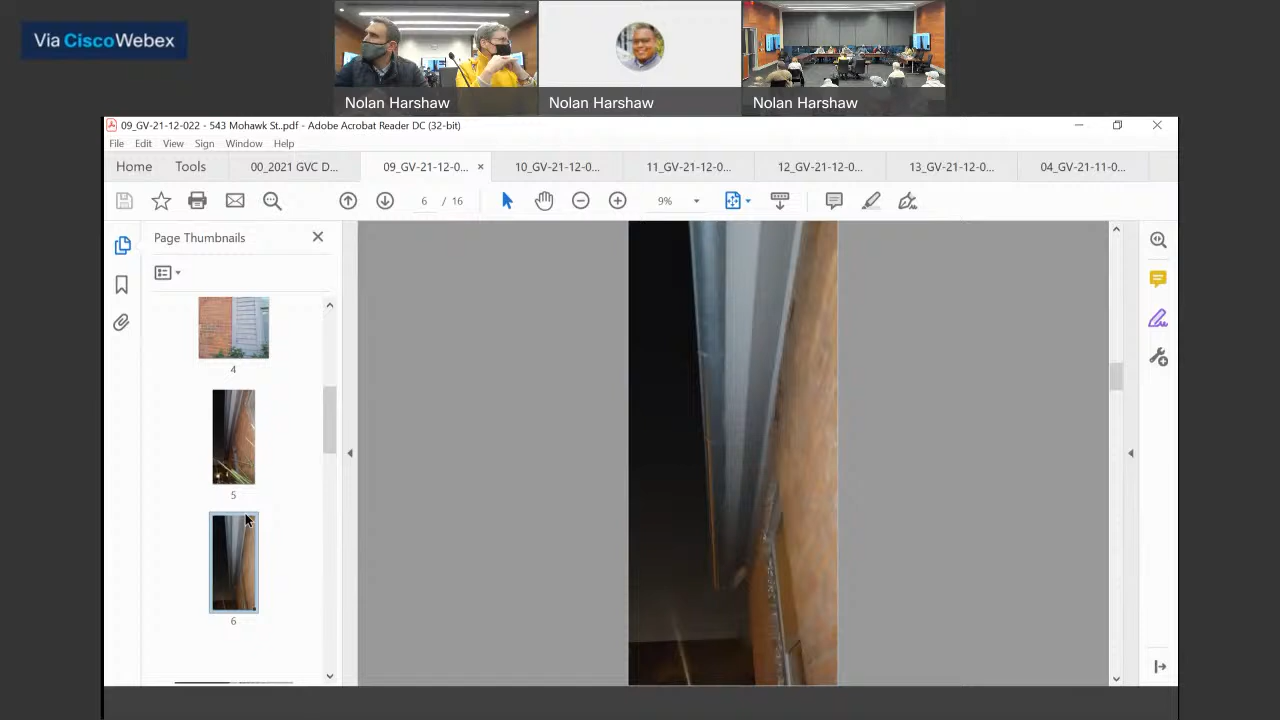 Via CiscoWebex
Nolan Harshaw
Nolan Harshaw
Nolan Harshaw
09_GV-21-12-022 - 543 Mohawk St..pdf - Adobe Acrobat Reader DC (32-bit)
File Edit View Sign Window Help
Home Tools 00_2021 GVC D... 09_GV-21-12-0... × 10_GV-21-12-0... 11_GV-21-12-0... 12_GV-21-12-0... 13_GV-21-12-0... 04_GV-21-11-0...
6 / 16 9%
Page Thumbnails
4
5
6